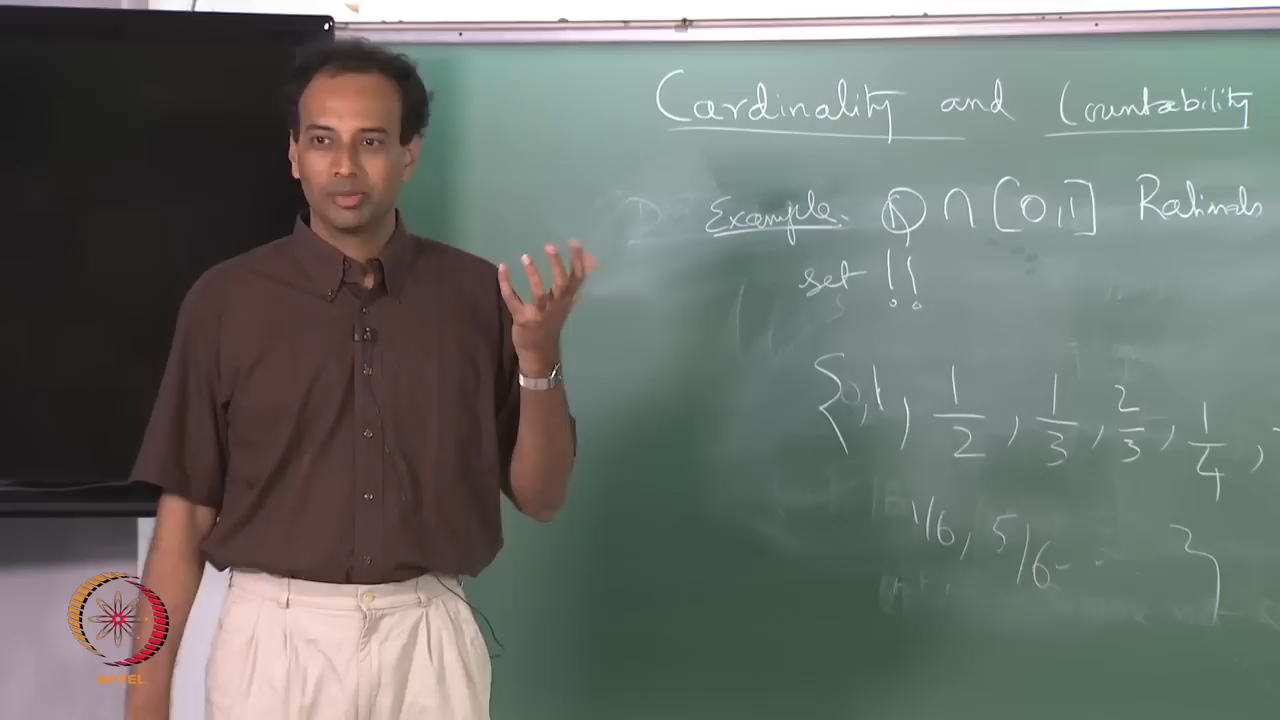 Cardinality and Countability
Example. Q ∩ [0,1] Rationals
set !!
{0, 1, 1/2, 1/3, 2/3, 1/4,
1/6, 5/6 - . . }
NPTEL